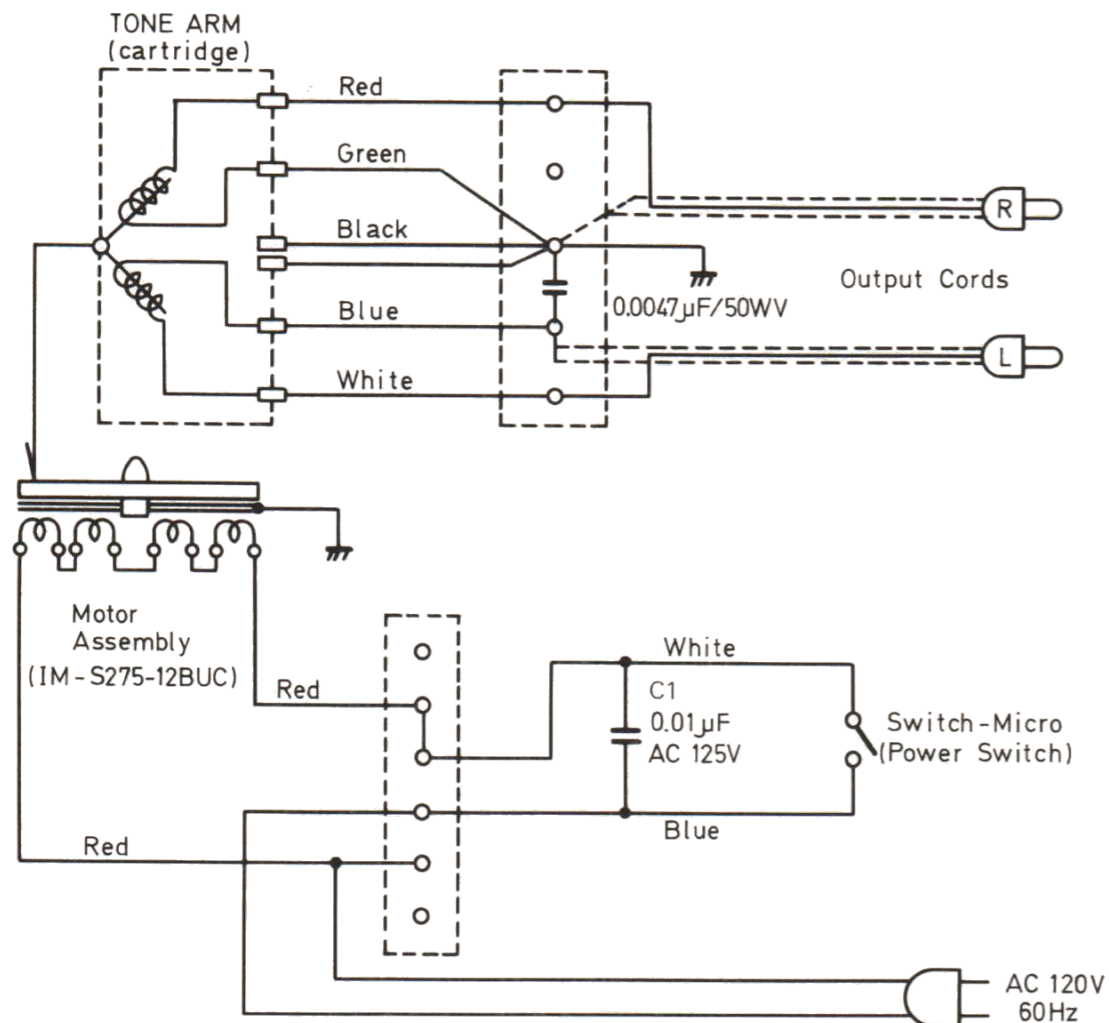 TONE ARM
(cartridge)
Red
Green
Black
Blue
White
R
Output Cords
0.0047µF/50WV
L
Motor
Assembly
(IM-S275-12BUC)
Red
White
C1
0.01µF
AC 125V
Switch-Micro
(Power Switch)
Blue
Red
AC 120V
60Hz